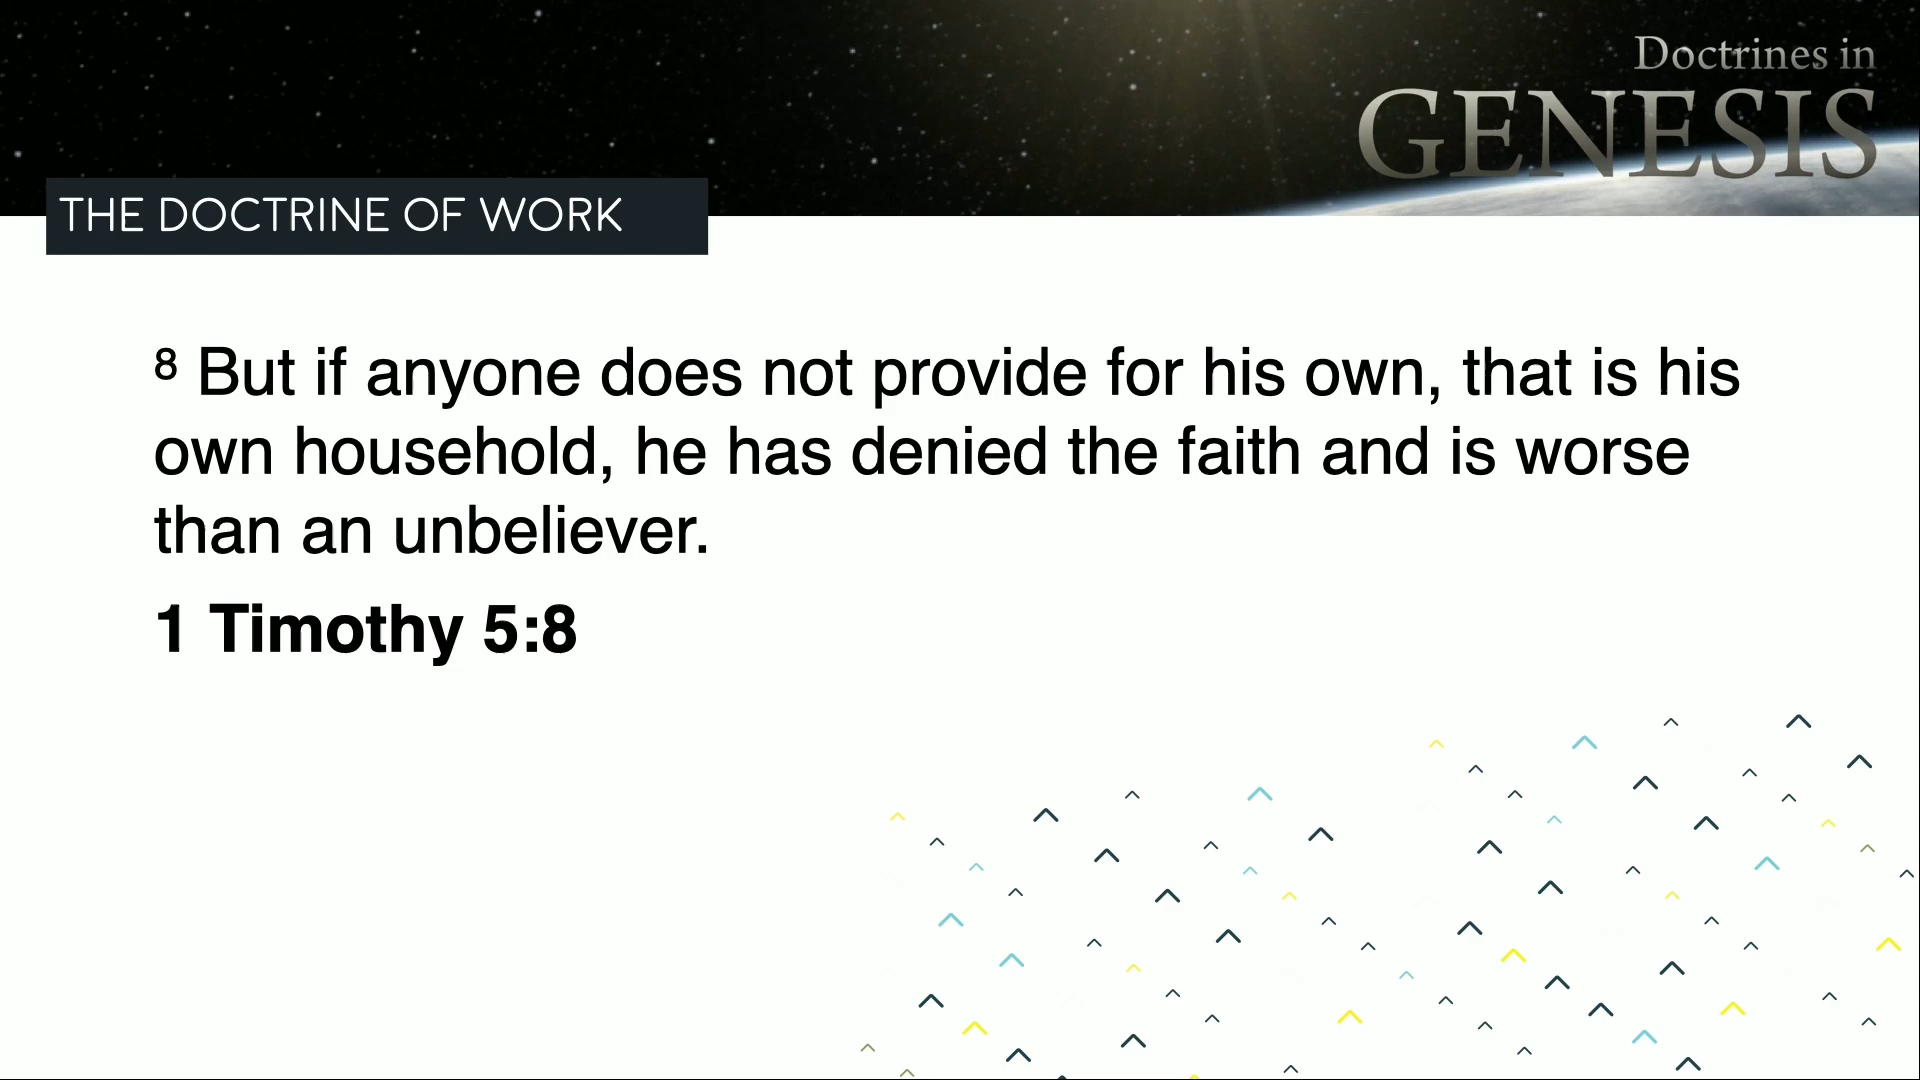 Doctrines in
GENESIS
THE DOCTRINE OF WORK
⁸ But if anyone does not provide for his own, that is his
own household, he has denied the faith and is worse
than an unbeliever.
1 Timothy 5:8